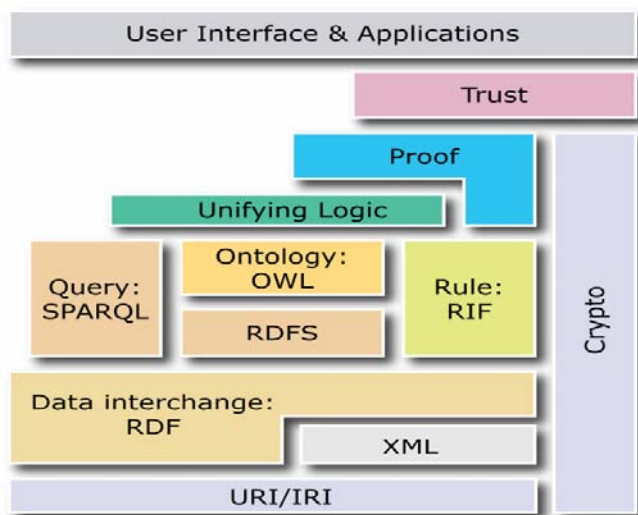 User Interface & Applications
Trust
Proof
Unifying Logic
Query:
SPARQL
Ontology:
OWL
RDFS
Rule:
RIF
Crypto
Data interchange:
RDF
XML
URI/IRI